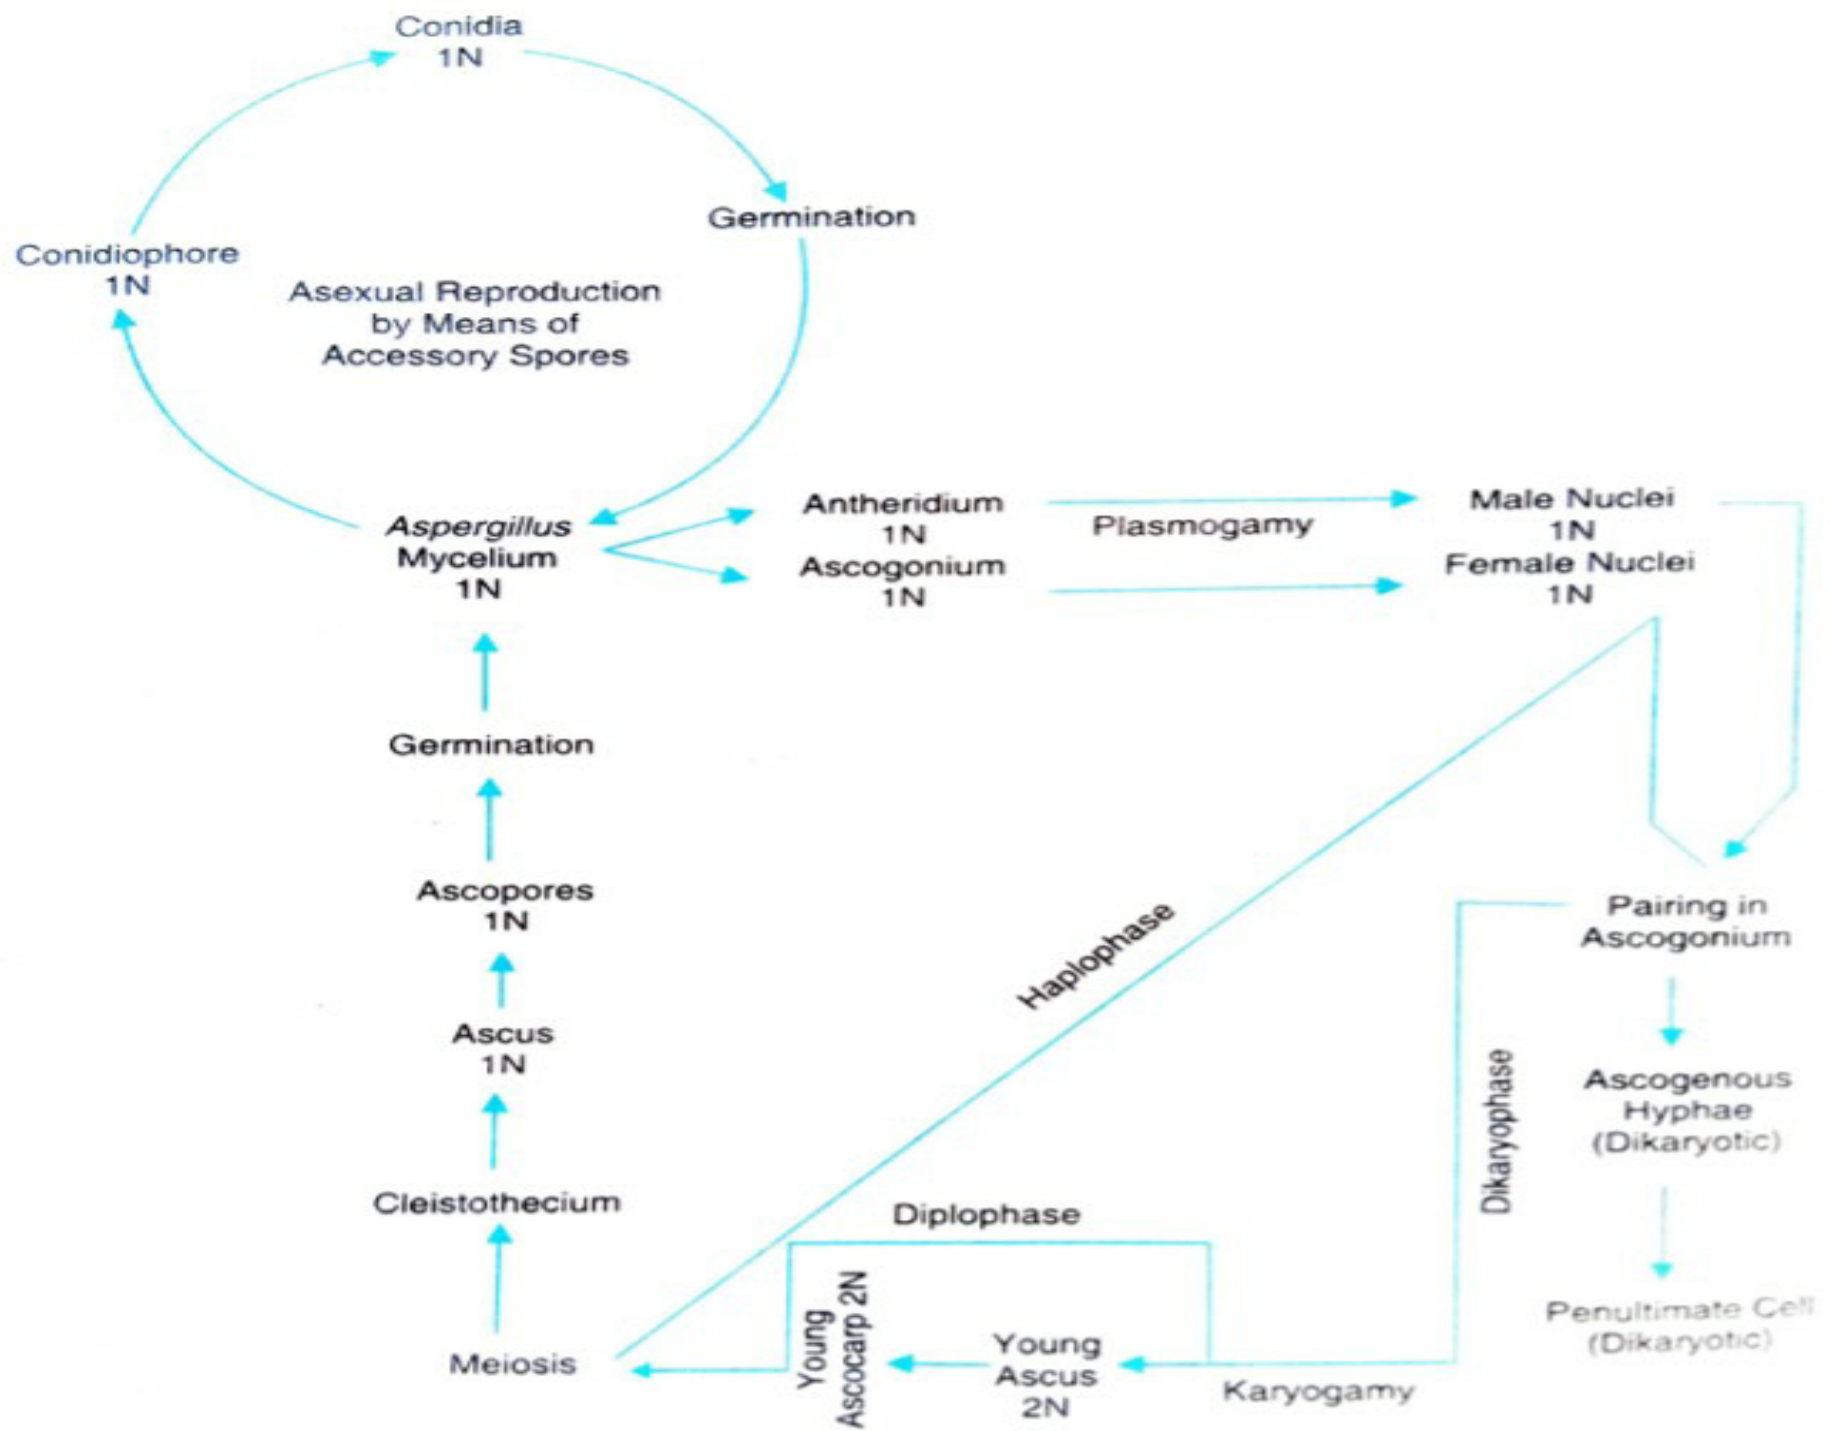 Conidia
1N
Germination
Conidiophore
1N
Asexual Reproduction
by Means of
Accessory Spores
Aspergillus
Mycelium
1N
Antheridium
1N
Ascogonium
1N
Plasmogamy
Male Nuclei
1N
Female Nuclei
1N
Germination
Ascopores
1N
Ascus
1N
Cleistothecium
Meiosis
Haplophase
Pairing in
Ascogonium
Dikaryophase
Ascogenous
Hyphae
(Dikaryotic)
Penultimate Cell
(Dikaryotic)
Diplophase
Young
Ascocarp 2N
Young
Ascus
2N
Karyogamy